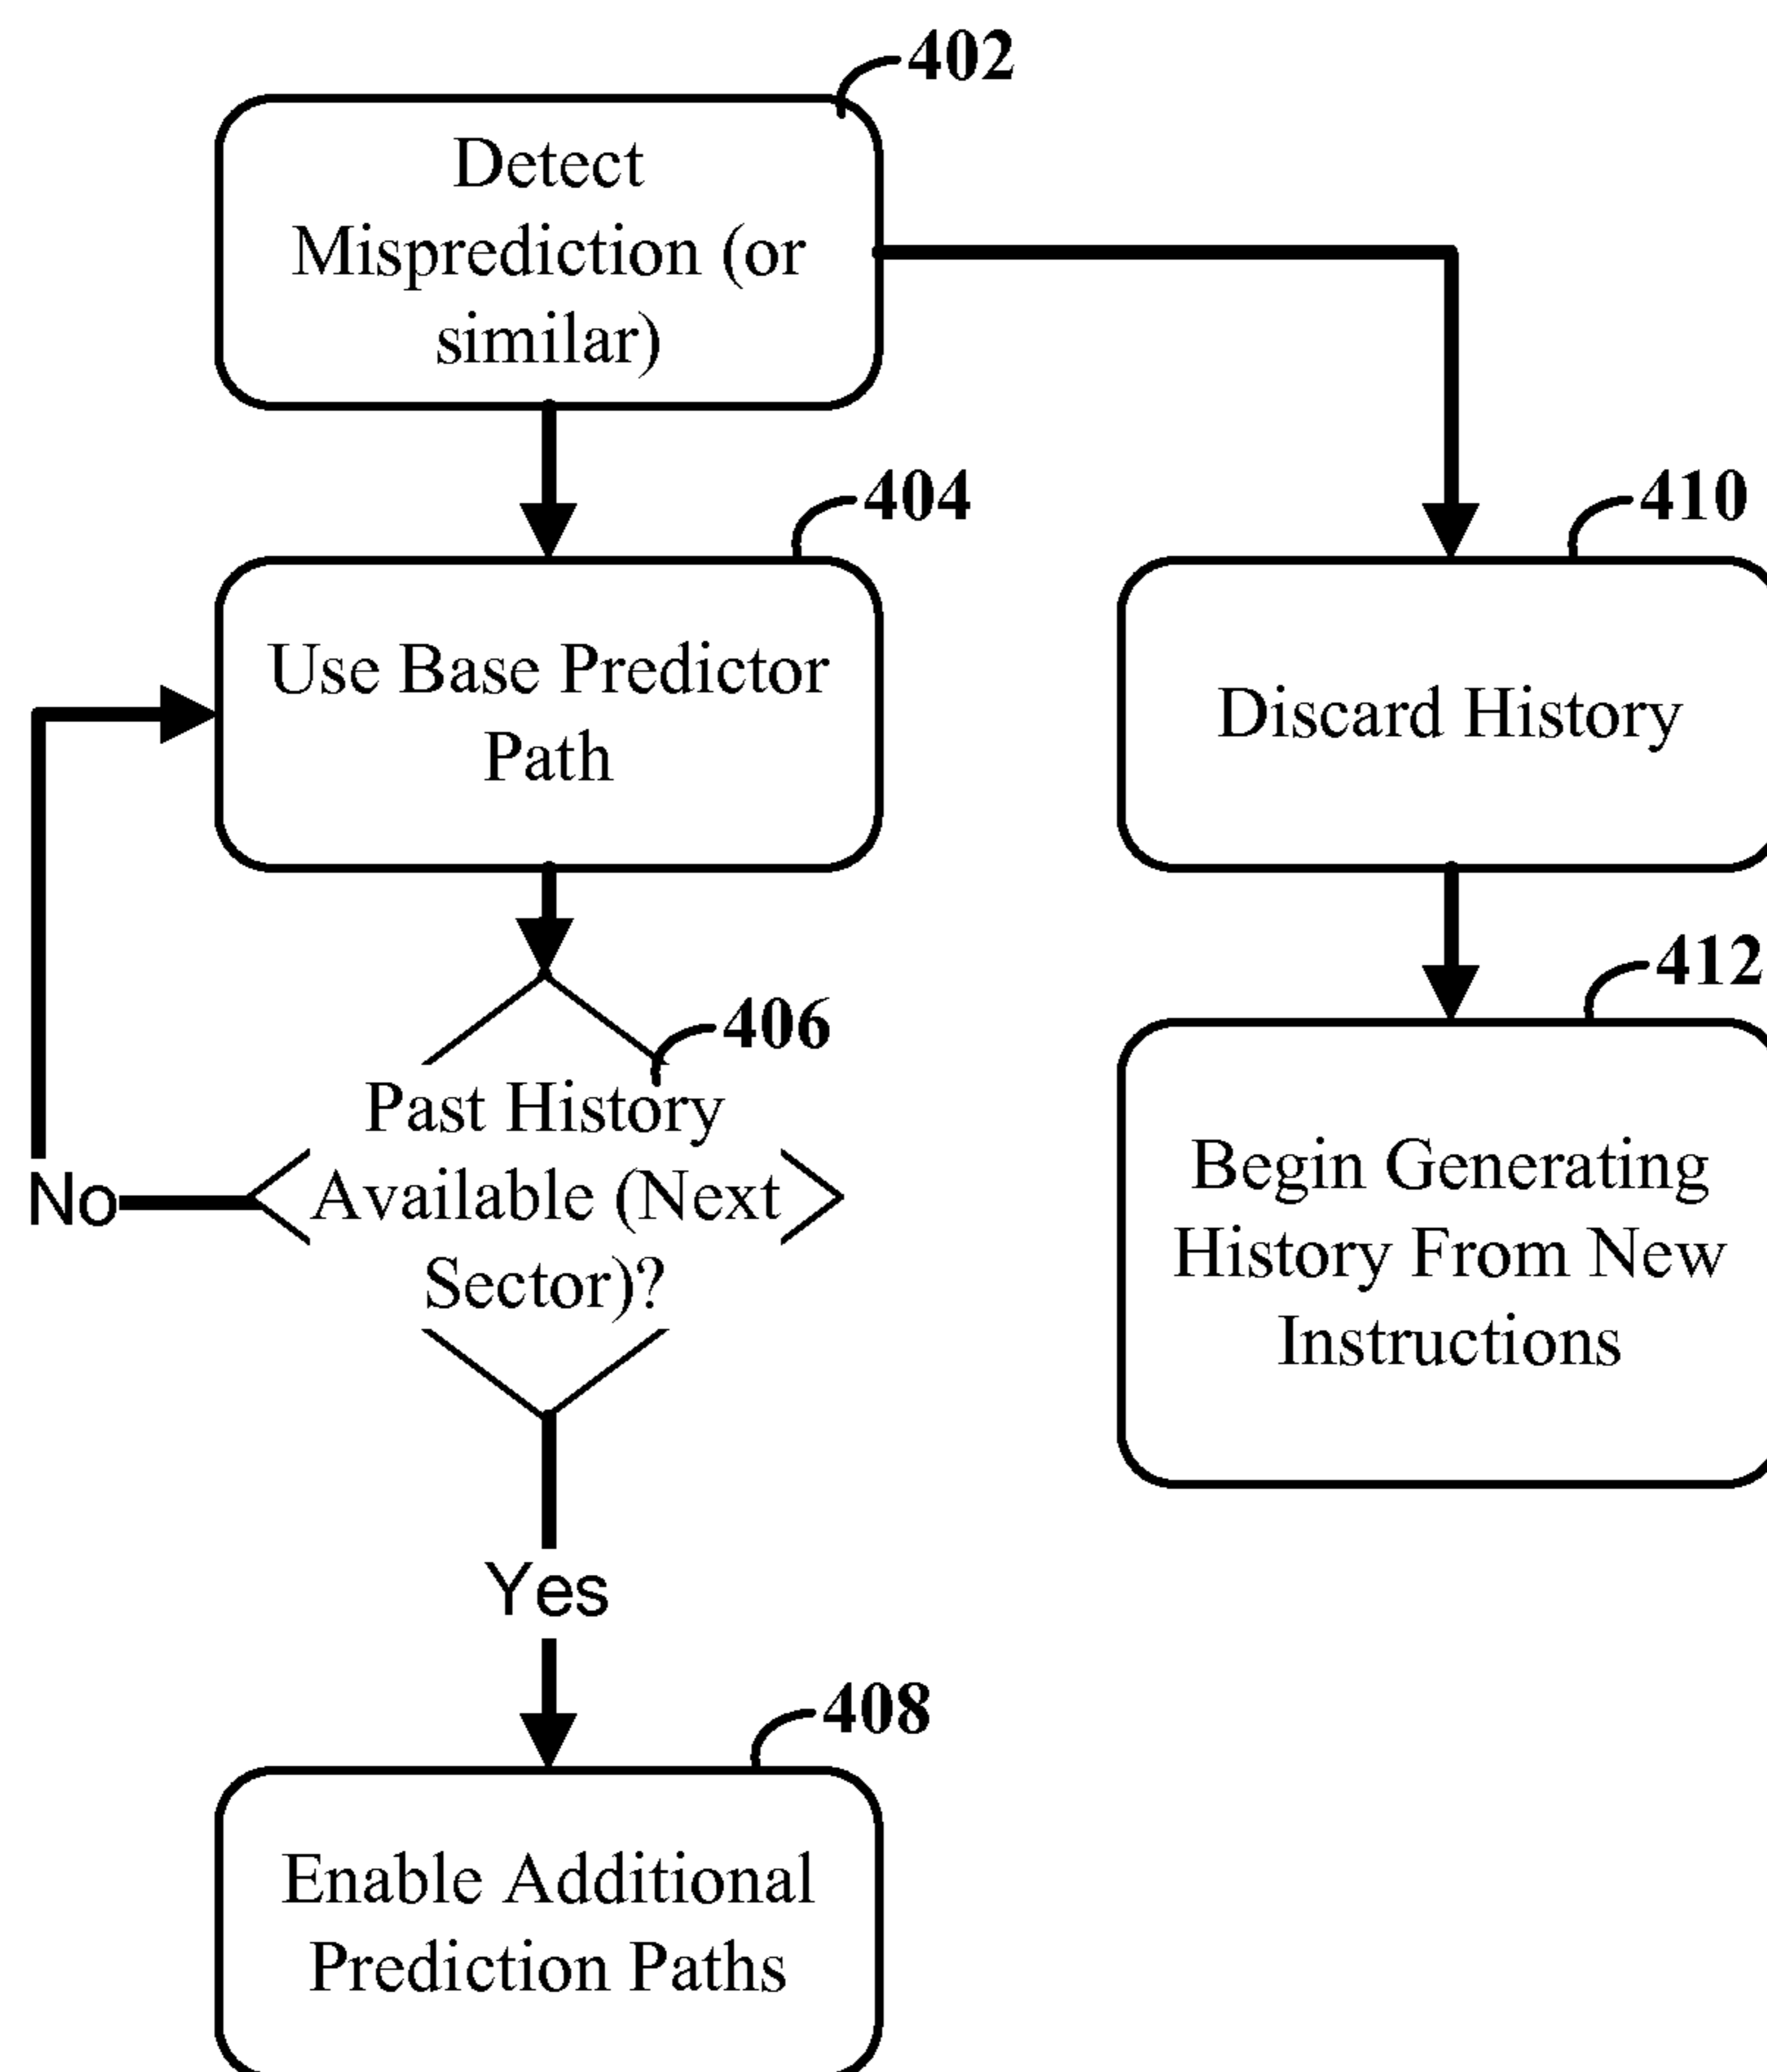 402
Detect
Misprediction (or
similar)
404
Use Base Predictor
Path
406
Past History
Available (Next
Sector)?
No
Yes
408
Enable Additional
Prediction Paths
410
Discard History
412
Begin Generating
History From New
Instructions